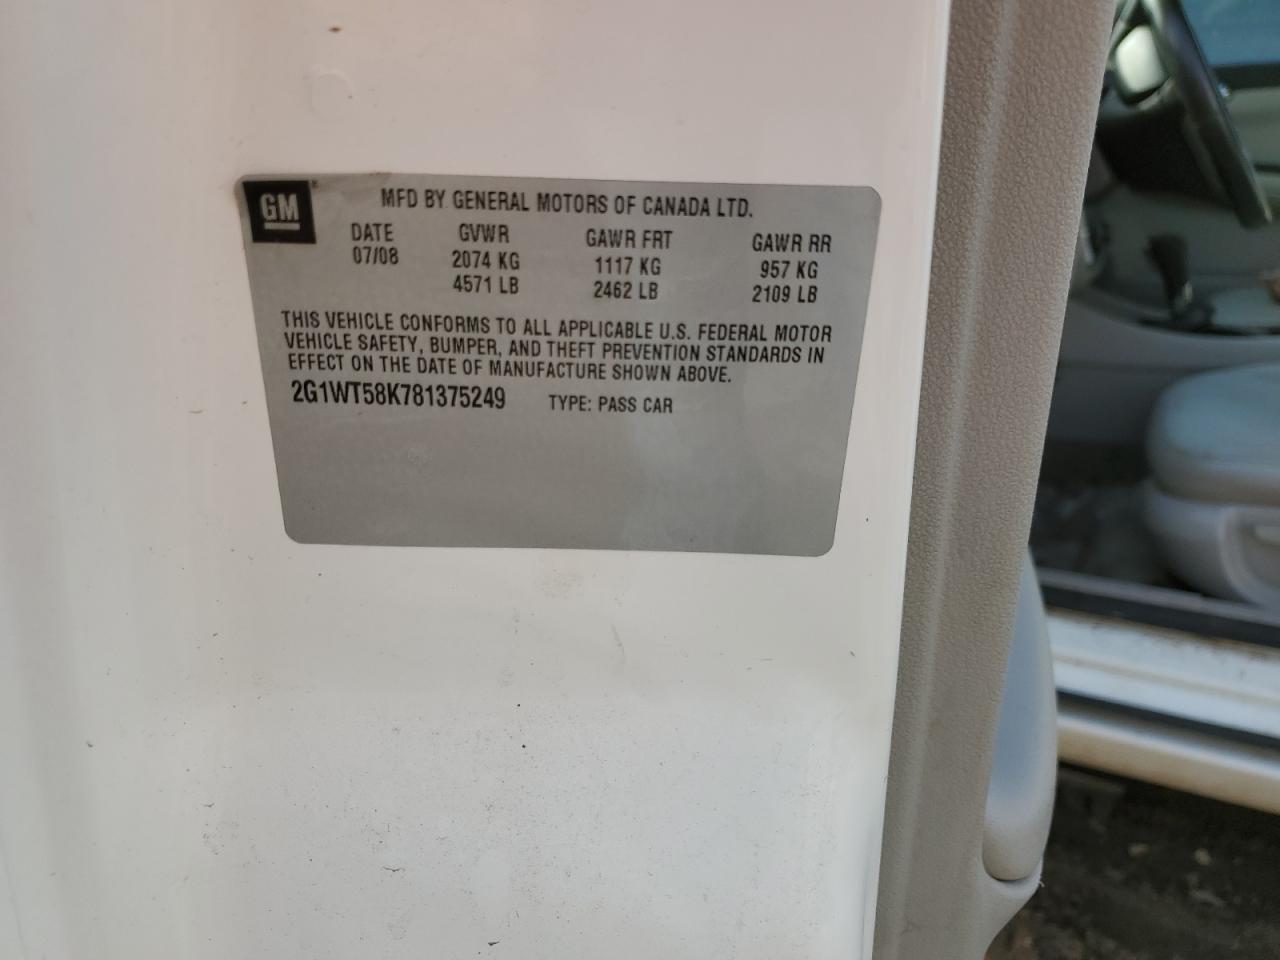 GM
MFD BY GENERAL MOTORS OF CANADA LTD.
DATE GVWR GAWR FRT GAWR RR
07/08 2074 KG 1117 KG 957 KG
4571 LB 2462 LB 2109 LB
THIS VEHICLE CONFORMS TO ALL APPLICABLE U.S. FEDERAL MOTOR
VEHICLE SAFETY, BUMPER, AND THEFT PREVENTION STANDARDS IN
EFFECT ON THE DATE OF MANUFACTURE SHOWN ABOVE.
2G1WT58K781375249 TYPE: PASS CAR